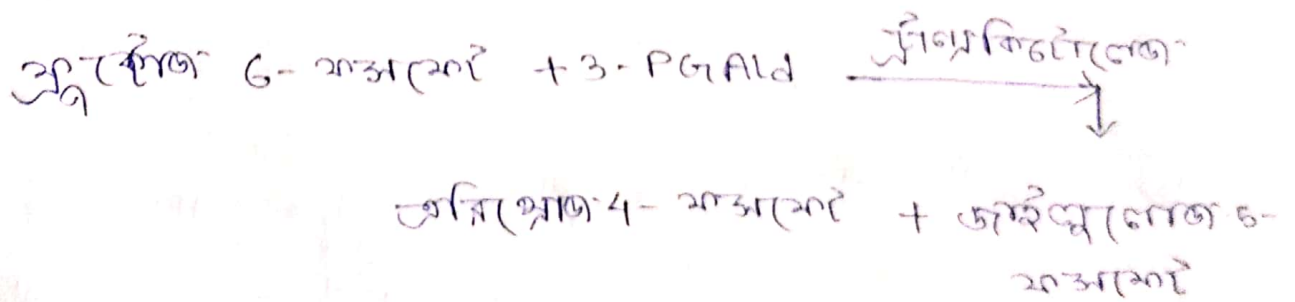 ট্রান্সকিটোলেজ
ফ্রুক্টোজ 6- ফসফেট + 3- PGAld
এরিথ্রোজ 4- ফসফেট + জাইলুলোজ 5-
ফসফেট